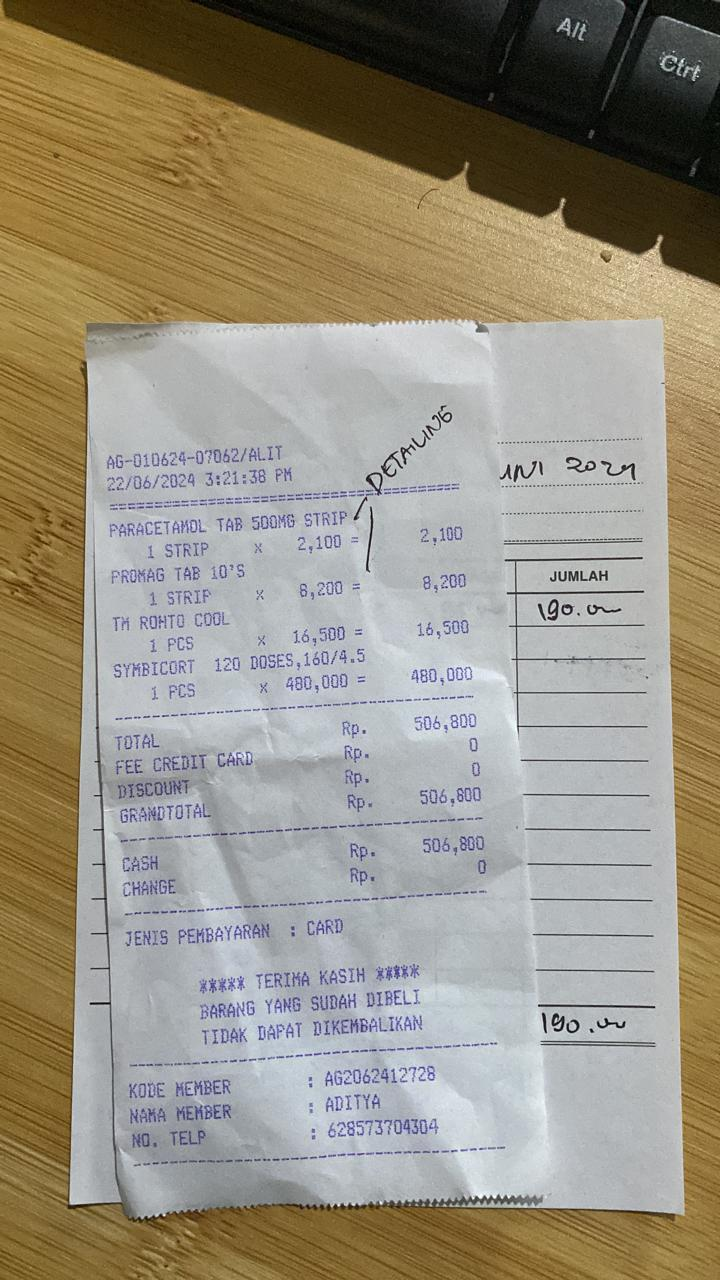 Alt
Ctrl
DETAILING
AG-010624-07062/ALIT
22/06/2024 3:21:38 PM
========================================
PARACETAMOL TAB 500MG STRIP
1 STRIP x 2,100 = 2,100
PROMAG TAB 10'S
1 STRIP x 8,200 = 8,200
TM ROHTO COOL
1 PCS x 16,500 = 16,500
SYMBICORT 120 DOSES,160/4.5
1 PCS x 480,000 = 480,000
----------------------------------------
TOTAL Rp. 506,800
FEE CREDIT CARD Rp. 0
DISCOUNT Rp. 0
GRANDTOTAL Rp. 506,800
----------------------------------------
CASH Rp. 506,800
CHANGE Rp. 0
----------------------------------------
JENIS PEMBAYARAN : CARD
***** TERIMA KASIH *****
BARANG YANG SUDAH DIBELI
TIDAK DAPAT DIKEMBALIKAN
----------------------------------------
KODE MEMBER : AG2062412728
NAMA MEMBER : ADITYA
NO. TELP : 628573704304
----------------------------------------
UNI 2024
JUMLAH
190.00
190.00